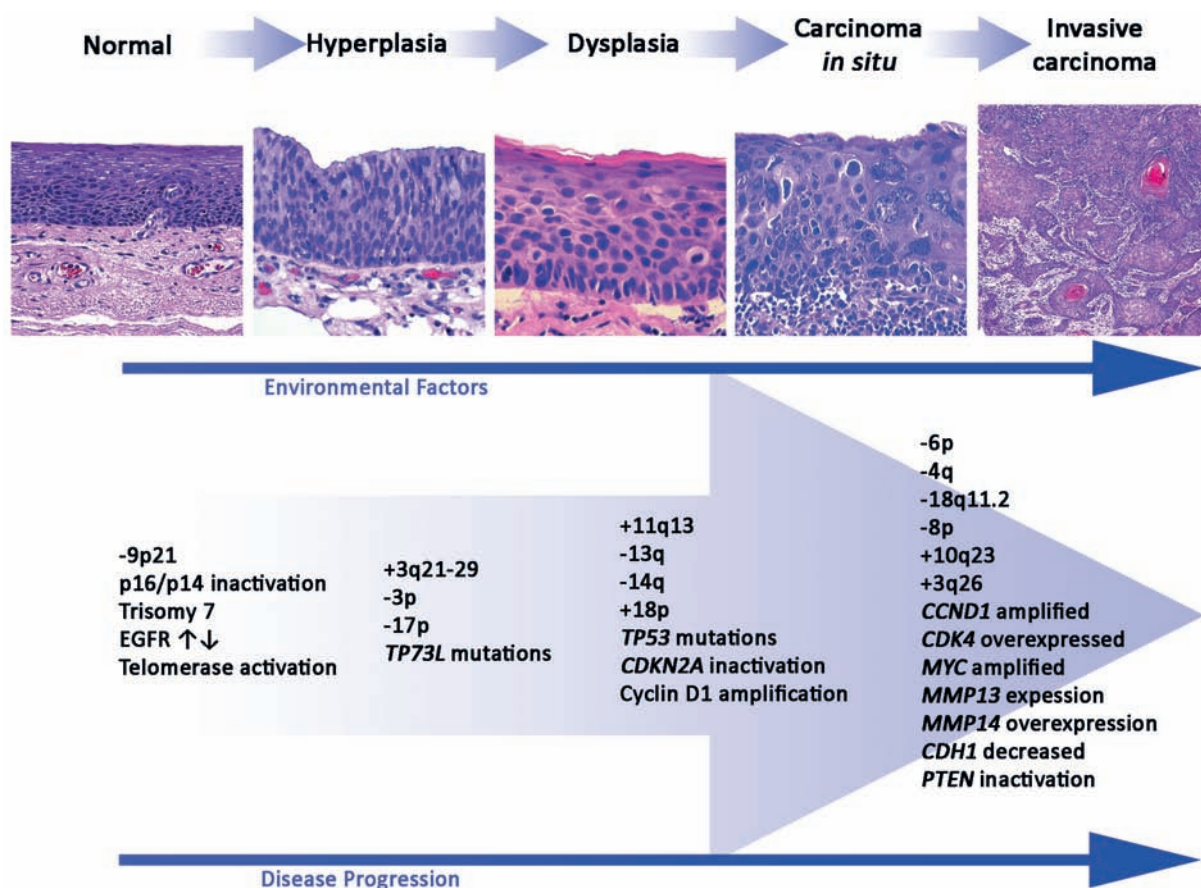 Normal
Hyperplasia
Dysplasia
Carcinoma
in situ
Invasive
carcinoma
Environmental Factors
-9p21
p16/p14 inactivation
Trisomy 7
EGFR ↑↓
Telomerase activation
+3q21-29
-3p
-17p
TP73L mutations
+11q13
-13q
-14q
+18p
TP53 mutations
CDKN2A inactivation
Cyclin D1 amplification
-6p
-4q
-18q11.2
-8p
+10q23
+3q26
CCND1 amplified
CDK4 overexpressed
MYC amplified
MMP13 expession
MMP14 overexpression
CDH1 decreased
PTEN inactivation
Disease Progression